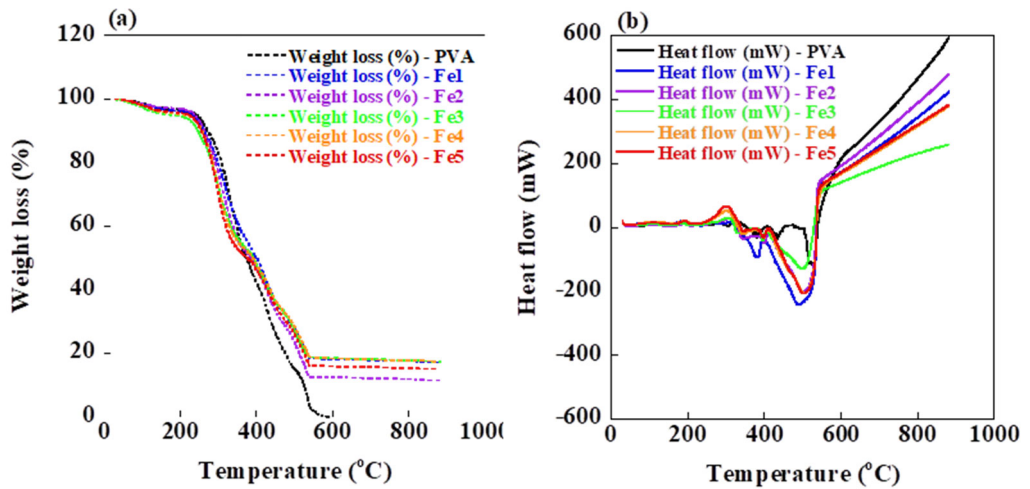 (a)
120
100
80
60
40
20
0
Weight loss (%)
Weight loss (%) - PVA
Weight loss (%) - Fe1
Weight loss (%) - Fe2
Weight loss (%) - Fe3
Weight loss (%) - Fe4
Weight loss (%) - Fe5
0 200 400 600 800 1000
Temperature (°C)
(b)
600
400
200
0
-200
-400
-600
Heat flow (mW)
Heat flow (mW) - PVA
Heat flow (mW) - Fe1
Heat flow (mW) - Fe2
Heat flow (mW) - Fe3
Heat flow (mW) - Fe4
Heat flow (mW) - Fe5
0 200 400 600 800 1000
Temperature (°C)